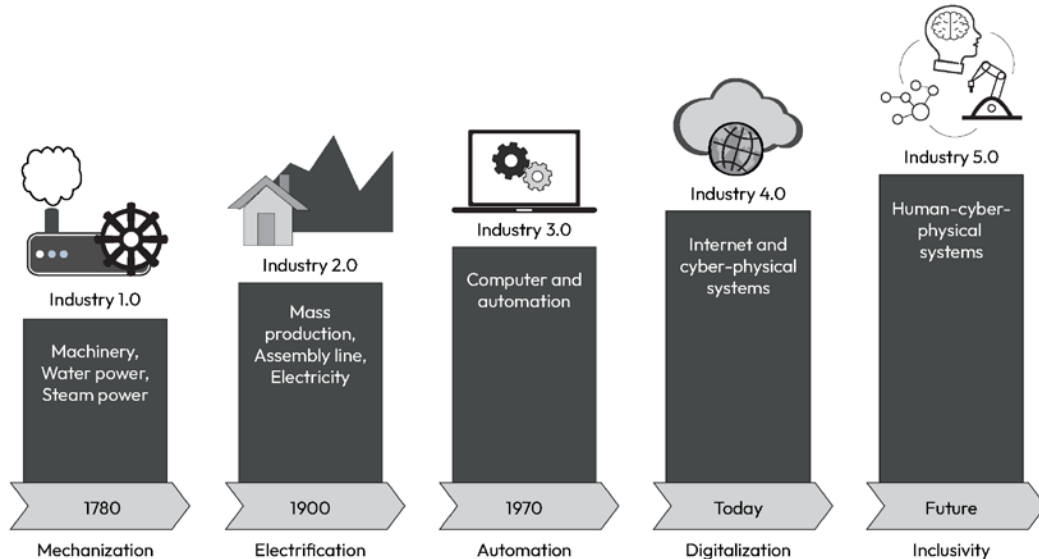 Industry 1.0
Machinery,
Water power,
Steam power
1780
Mechanization
Industry 2.0
Mass
production,
Assembly line,
Electricity
1900
Electrification
Industry 3.0
Computer and
automation
1970
Automation
Industry 4.0
Internet and
cyber-physical
systems
Today
Digitalization
Industry 5.0
Human-cyber-
physical
systems
Future
Inclusivity